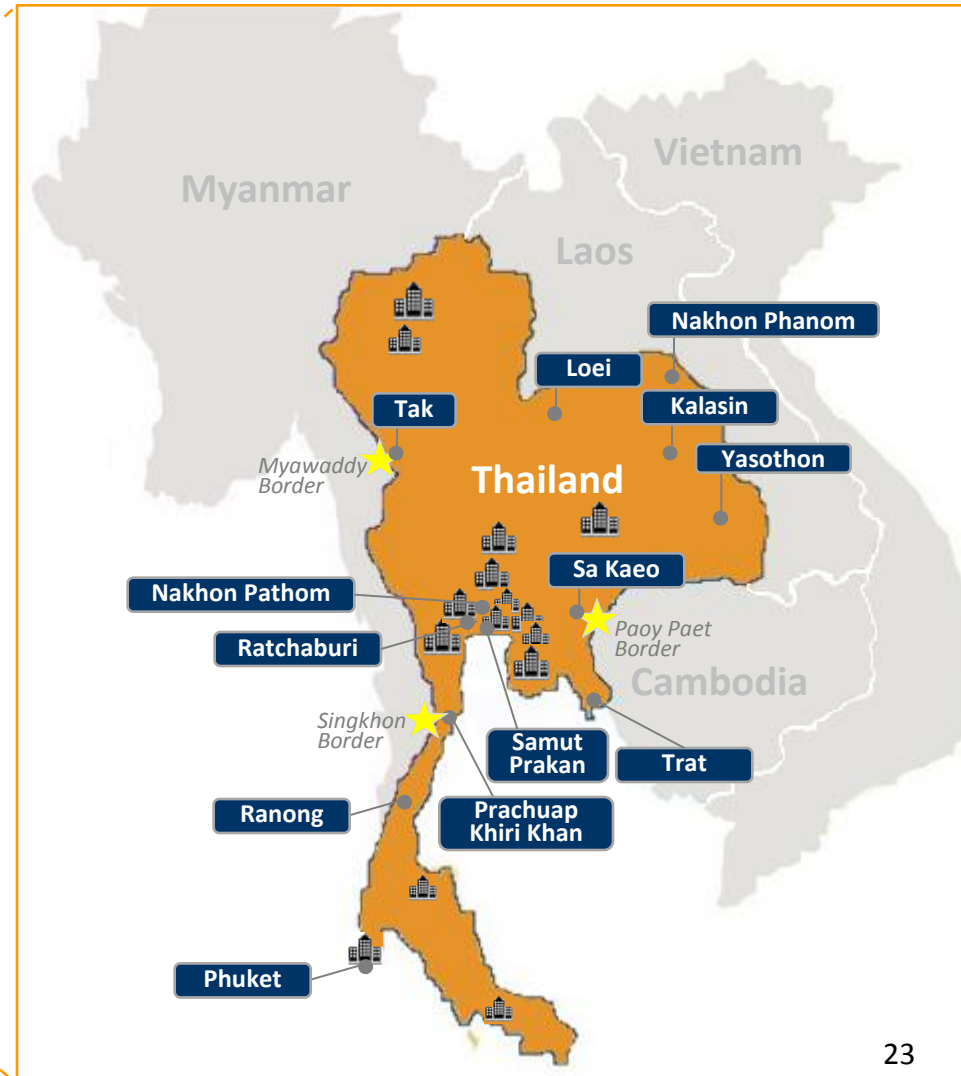 Vietnam
Myanmar
Laos
Nakhon Phanom
Loei
Kalasin
Tak
Yasothon
Myawaddy
Border
Thailand
Sa Kaeo
Nakhon Pathom
Ratchaburi
Paoy Paet
Border
Cambodia
Singkhon
Border
Samut
Prakan
Trat
Ranong
Prachuap
Khiri Khan
Phuket
23